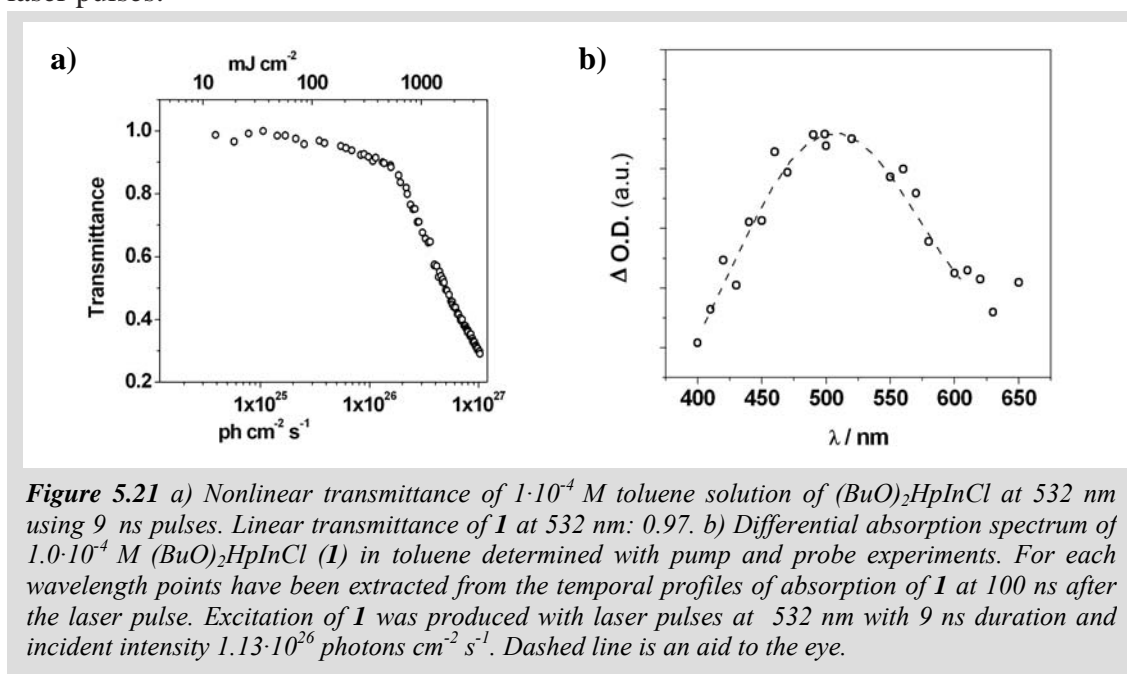 laser pulses.
a)
mJ cm-2
10 100 1000
1.0
0.8
0.6
0.4
0.2
Transmittance
1x10^25 1x10^26 1x10^27
ph cm-2 s-1
b)
Δ O.D. (a.u.)
400 450 500 550 600 650
λ / nm
Figure 5.21 a) Nonlinear transmittance of 1·10^-4 M toluene solution of (BuO)2HpInCl at 532 nm
using 9 ns pulses. Linear transmittance of 1 at 532 nm: 0.97. b) Differential absorption spectrum of
1.0·10^-4 M (BuO)2HpInCl (1) in toluene determined with pump and probe experiments. For each
wavelength points have been extracted from the temporal profiles of absorption of 1 at 100 ns after
the laser pulse. Excitation of 1 was produced with laser pulses at 532 nm with 9 ns duration and
incident intensity 1.13·10^26 photons cm-2 s-1. Dashed line is an aid to the eye.